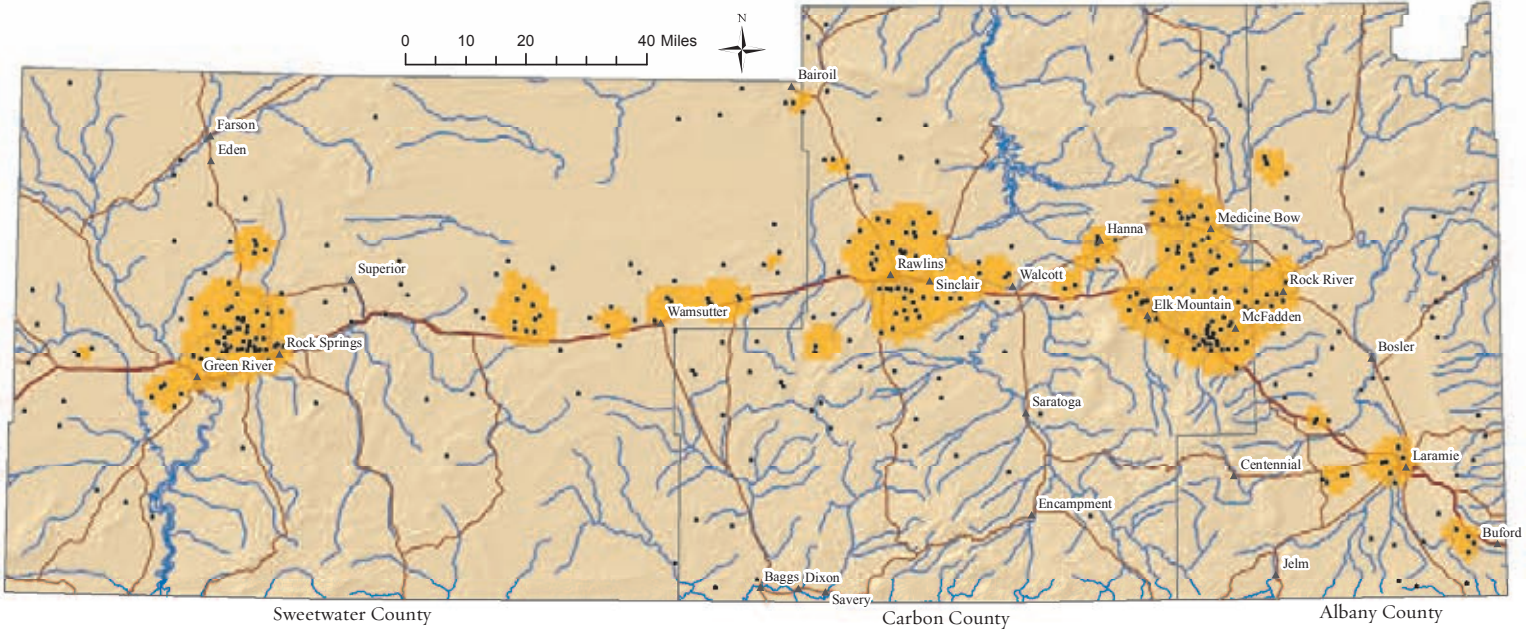 N
0 10 20 40 Miles
Bairoil
Farson
Eden
Medicine Bow
Hanna
Superior
Rawlins
Walcott
Sinclair
Rock River
Elk Mountain
Wamsutter
McFadden
Rock Springs
Bosler
Green River
Saratoga
Laramie
Centennial
Encampment
Buford
Jelm
Baggs Dixon
Savery
Sweetwater County
Carbon County
Albany County